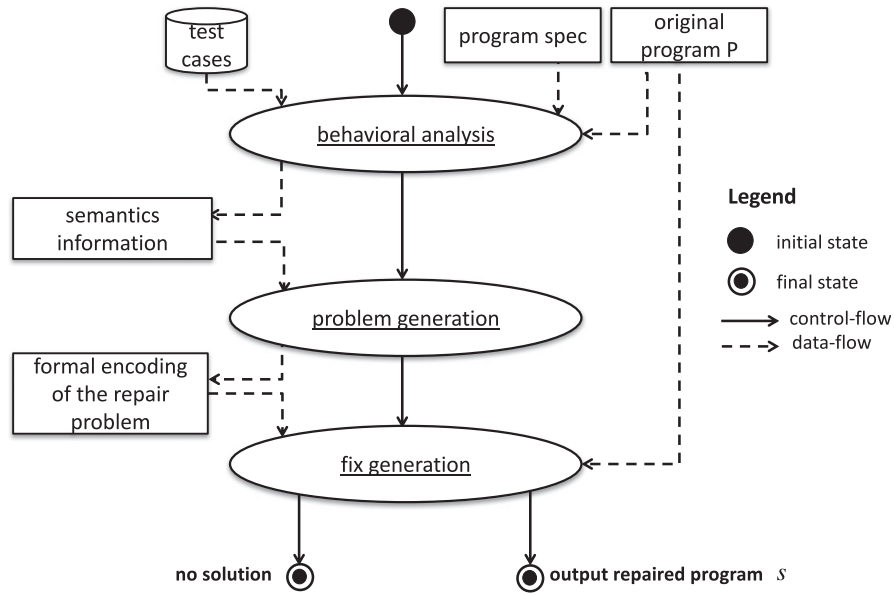 test
cases
program spec
original
program P
behavioral analysis
semantics
information
problem generation
formal encoding
of the repair
problem
fix generation
no solution
output repaired program s
Legend
initial state
final state
control-flow
data-flow